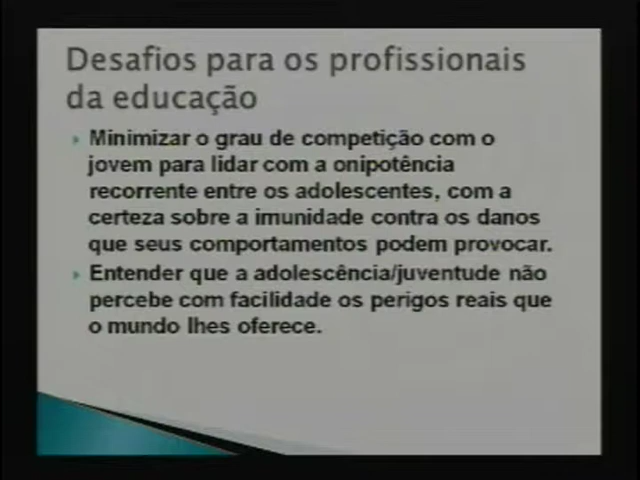 Desafios para os profissionais
da educação
Minimizar o grau de competição com o
jovem para lidar com a onipotência
recorrente entre os adolescentes, com a
certeza sobre a imunidade contra os danos
que seus comportamentos podem provocar.
Entender que a adolescência/juventude não
percebe com facilidade os perigos reais que
o mundo lhes oferece.